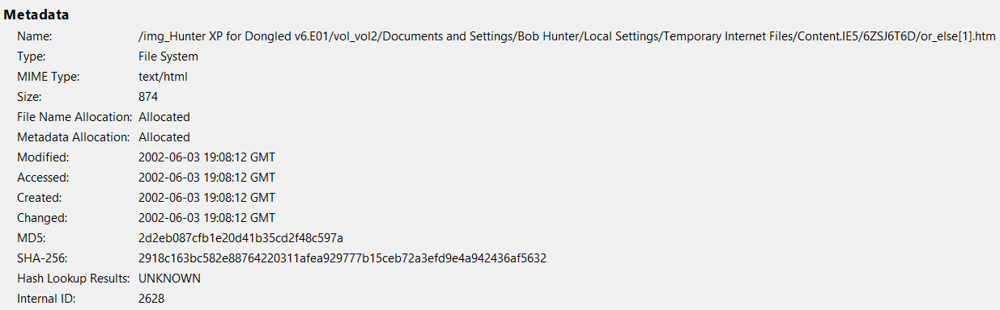 Metadata
Name: /img_Hunter XP for Dongled v6.E01/vol_vol2/Documents and Settings/Bob Hunter/Local Settings/Temporary Internet Files/Content.IE5/6ZSJ6T6D/or_else[1].htm
Type: File System
MIME Type: text/html
Size: 874
File Name Allocation: Allocated
Metadata Allocation: Allocated
Modified: 2002-06-03 19:08:12 GMT
Accessed: 2002-06-03 19:08:12 GMT
Created: 2002-06-03 19:08:12 GMT
Changed: 2002-06-03 19:08:12 GMT
MD5: 2d2eb087cfb1e20d41b35cd2f48c597a
SHA-256: 2918c163bc582e88764220311afea929777b15ceb72a3efd9e4a942436af5632
Hash Lookup Results: UNKNOWN
Internal ID: 2628